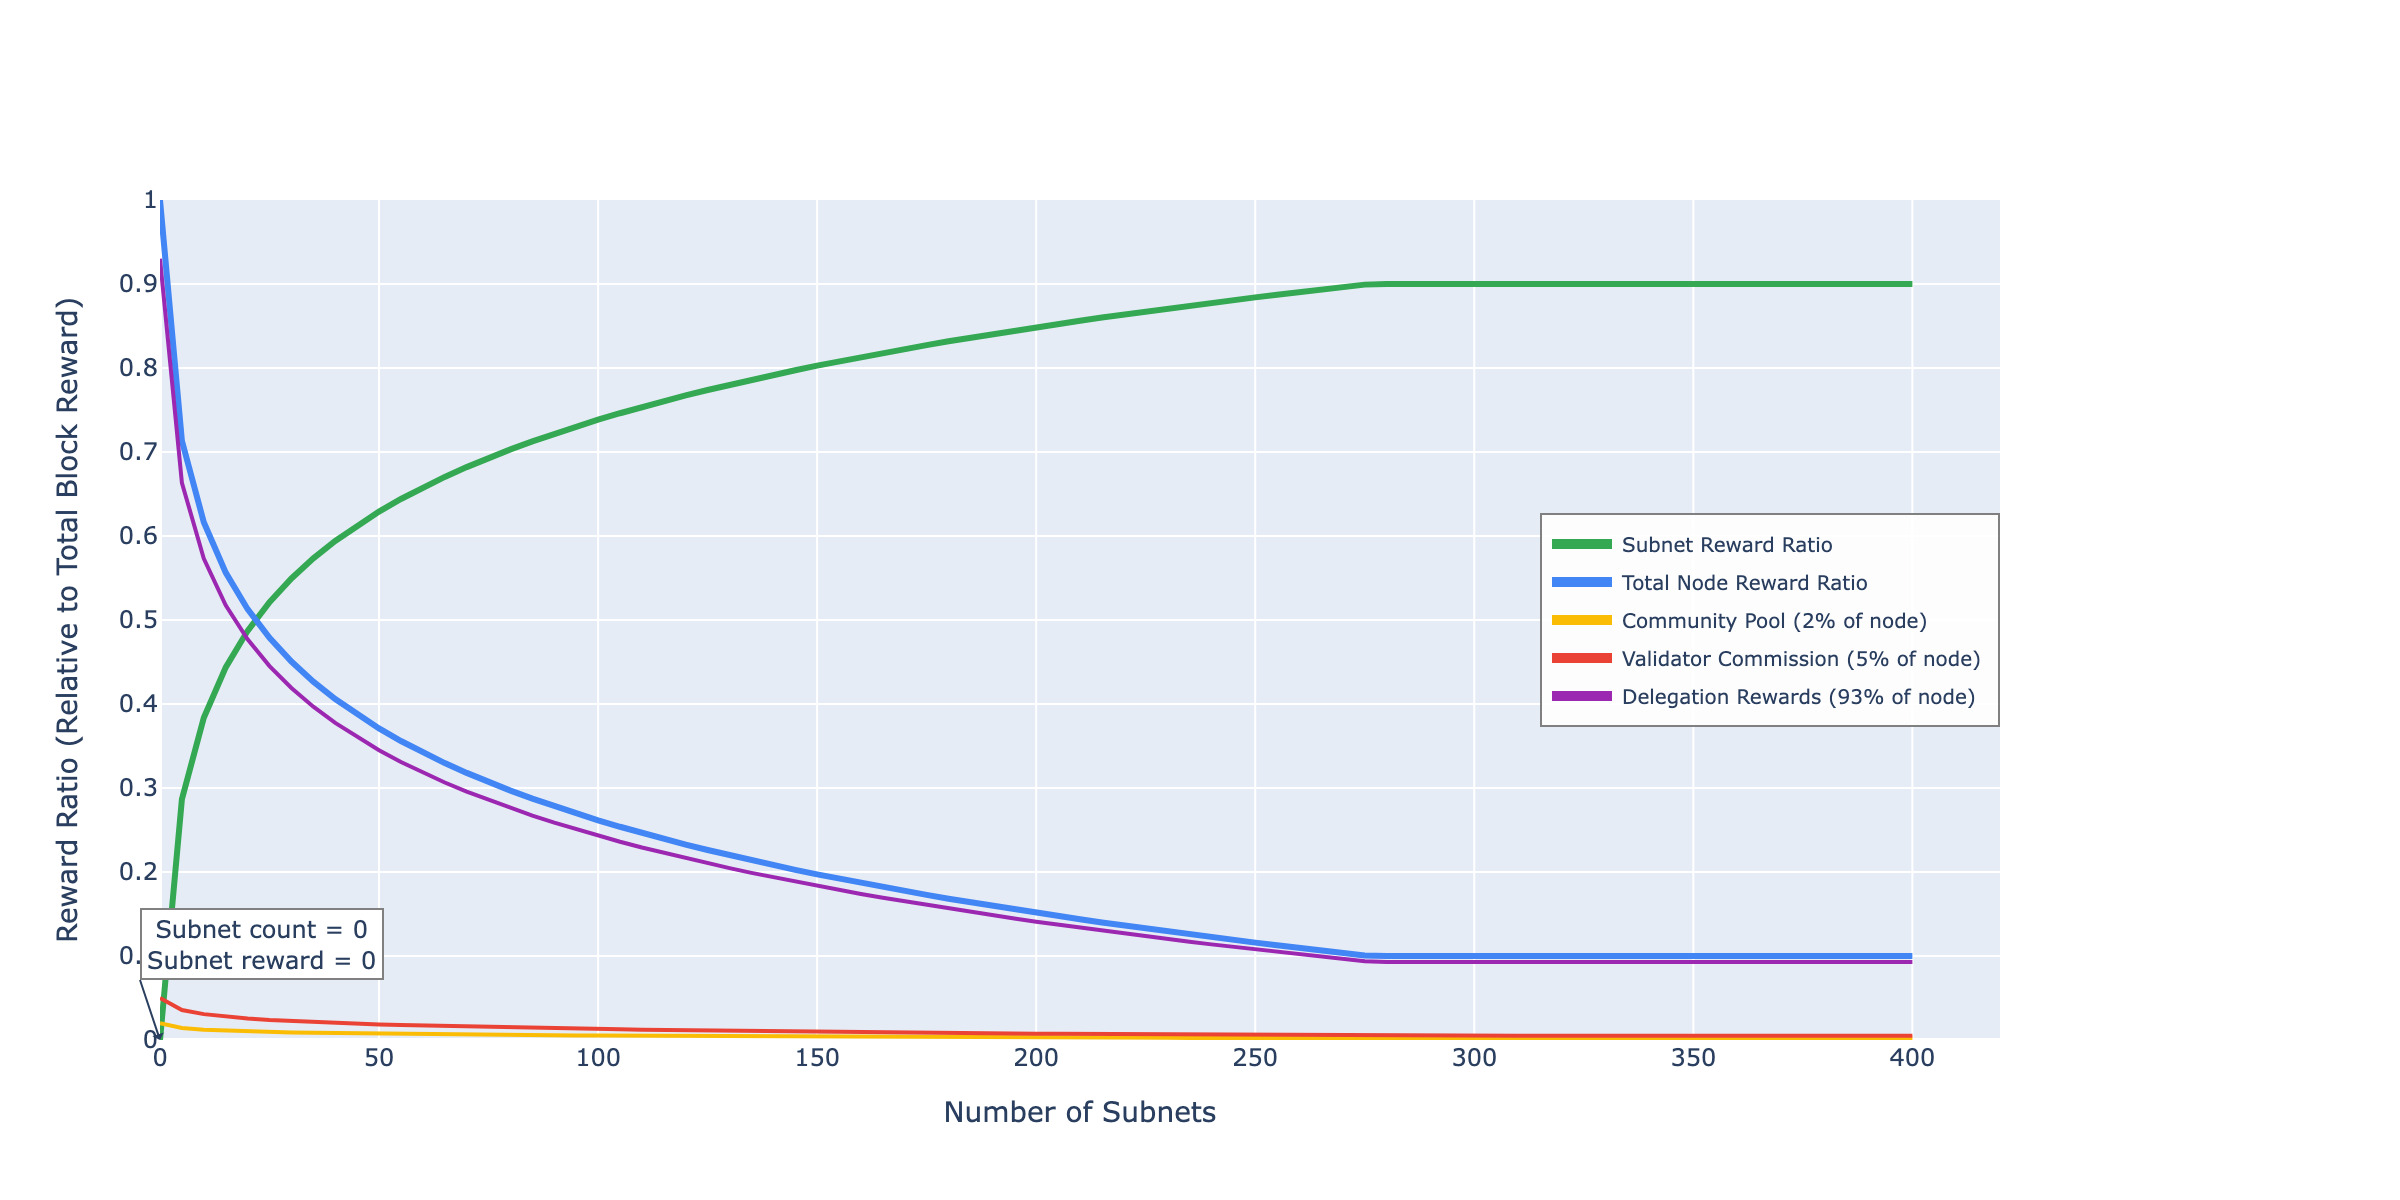 1
0.9
0.8
0.7
0.6
0.5
0.4
0.3
0.2
0.
0
Reward Ratio (Relative to Total Block Reward)
Subnet Reward Ratio
Total Node Reward Ratio
Community Pool (2% of node)
Validator Commission (5% of node)
Delegation Rewards (93% of node)
Subnet count = 0
Subnet reward = 0
0 50 100 150 200 250 300 350 400
Number of Subnets